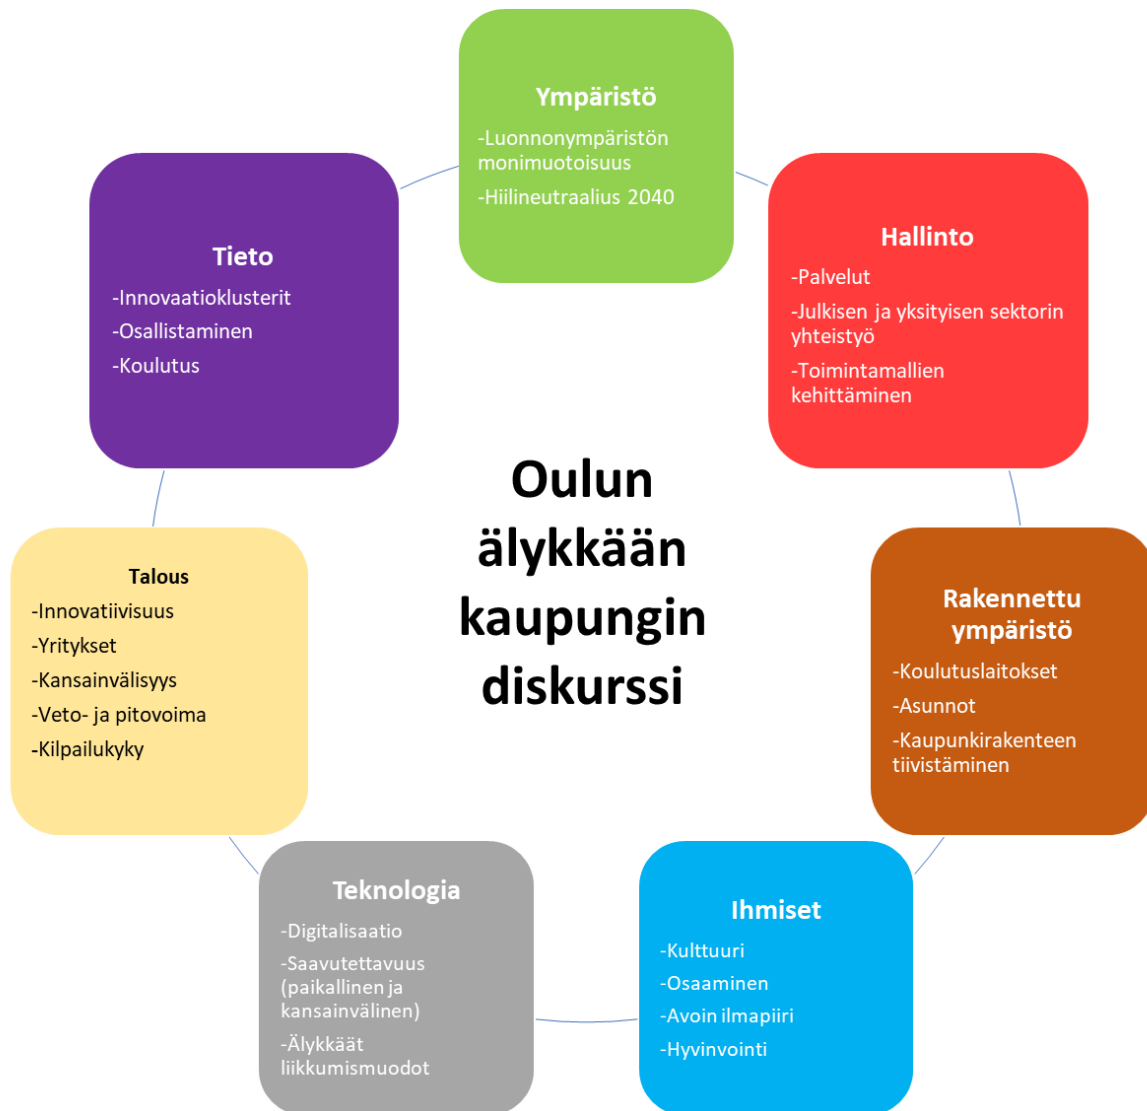 Ympäristö
-Luonnonympäristön
monimuotoisuus
-Hiilineutraalius 2040
Hallinto
-Palvelut
-Julkisen ja yksityisen sektorin
yhteistyö
-Toimintamallien
kehittäminen
Rakennettu
ympäristö
-Koulutuslaitokset
-Asunnot
-Kaupunkirakenteen
tiivistäminen
Ihmiset
-Kulttuuri
-Osaaminen
-Avoin ilmapiiri
-Hyvinvointi
Teknologia
-Digitalisaatio
-Saavutettavuus
(paikallinen ja
kansainvälinen)
-Älykkäät
liikkumismuodot
Talous
-Innovatiivisuus
-Yritykset
-Kansainvälisyys
-Veto- ja pitovoima
-Kilpailukyky
Tieto
-Innovaatioklusterit
-Osallistaminen
-Koulutus
Oulun
älykkään
kaupungin
diskurssi